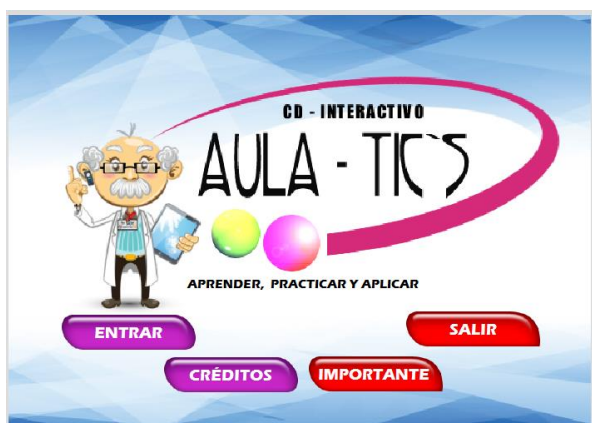 CD - INTERACTIVO
AULA - TIC`S
APRENDER, PRACTICAR Y APLICAR
ENTRAR
SALIR
CRÉDITOS
IMPORTANTE